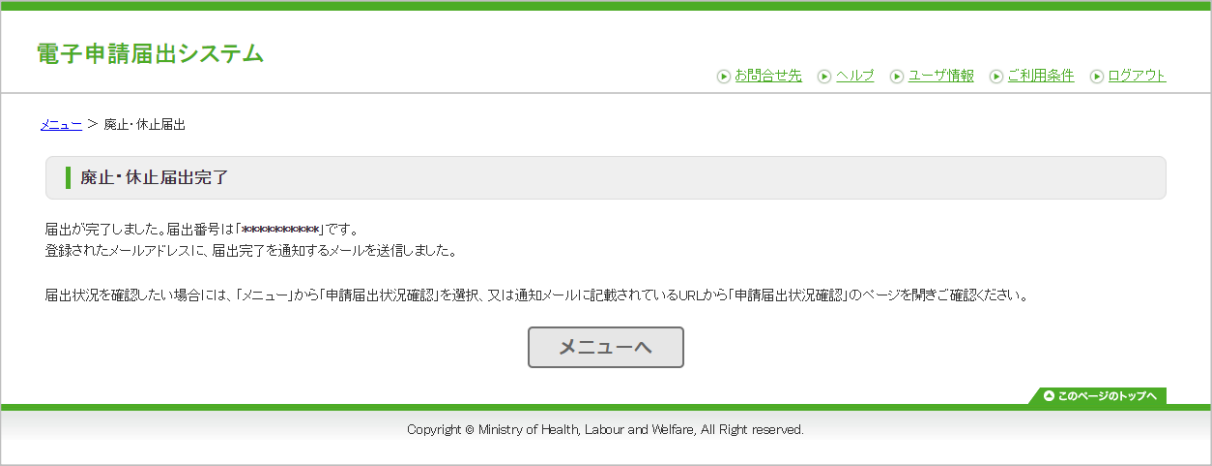 電子申請届出システム
お問合せ先 ヘルプ ユーザ情報 ご利用条件 ログアウト
メニュー ＞ 廃止・休止届出
廃止・休止届出完了
届出が完了しました。届出番号は「**********」です。
登録されたメールアドレスに、届出完了を通知するメールを送信しました。
届出状況を確認したい場合には、「メニュー」から「申請届出状況確認」を選択、又は通知メールに記載されているURLから「申請届出状況確認」のページを開きご確認ください。
メニューへ
このページのトップへ
Copyright © Ministry of Health, Labour and Welfare, All Right reserved.